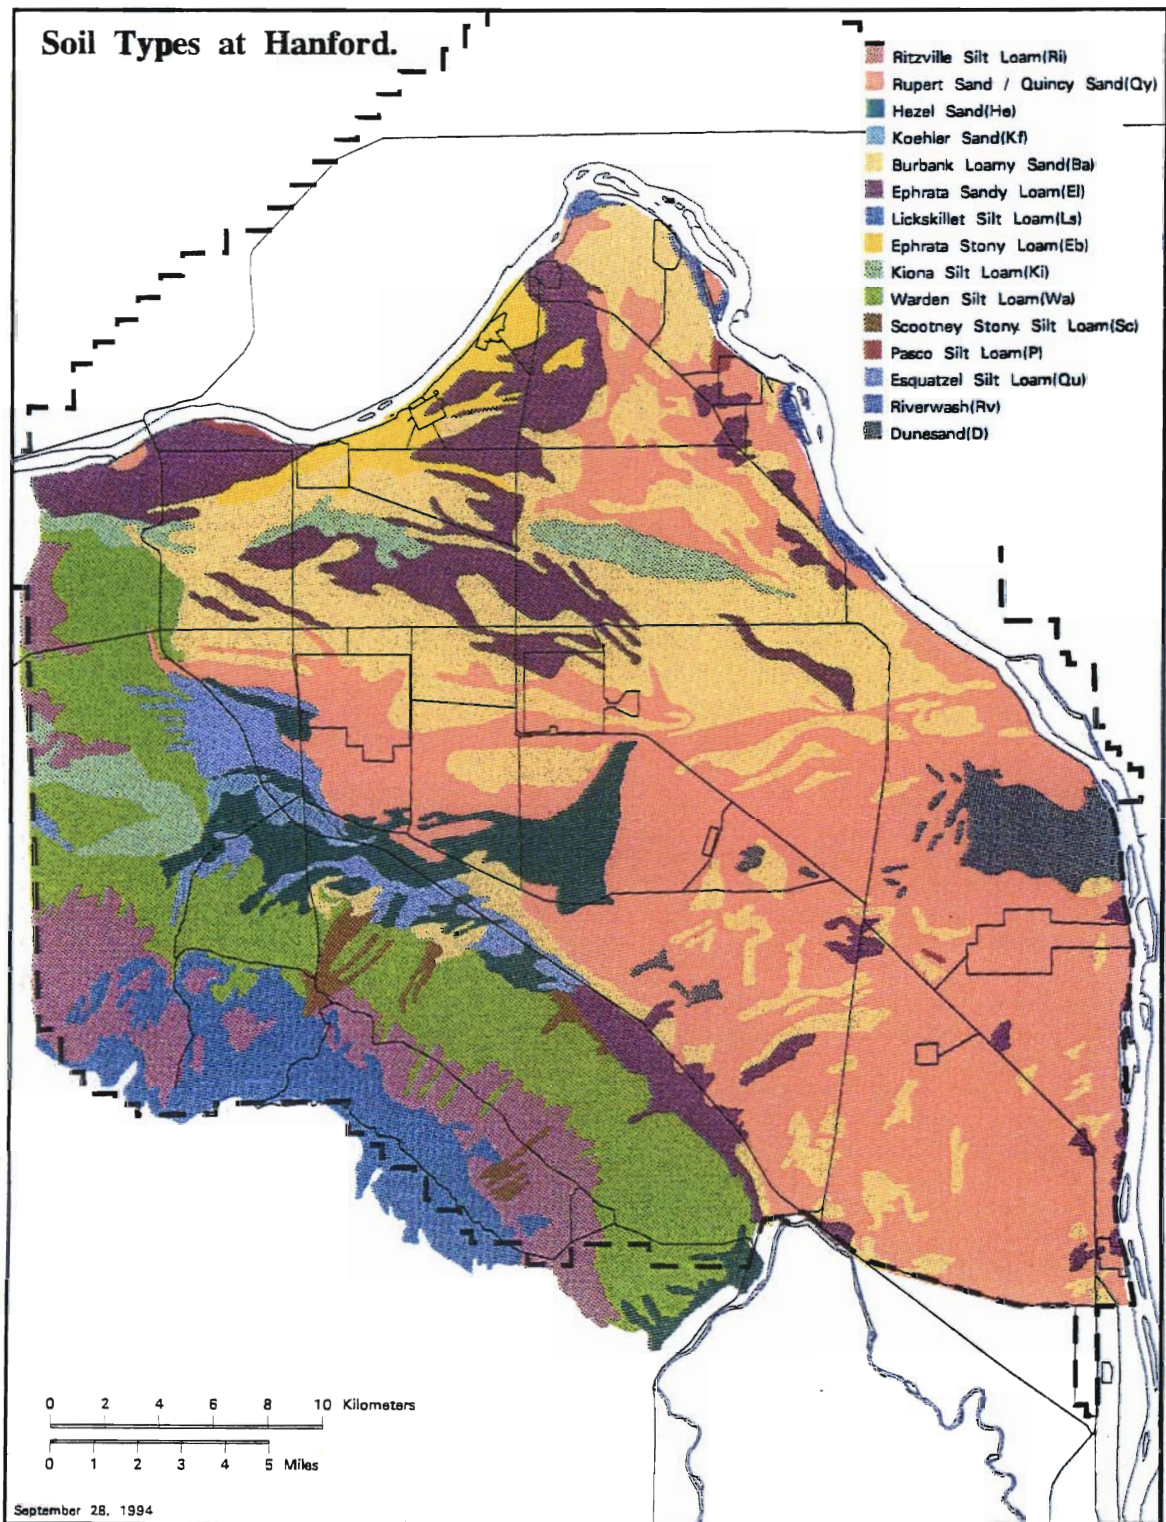 Soil Types at Hanford.
Ritzville Silt Loam(Ri)
Rupert Sand / Quincy Sand(Qy)
Hezel Sand(He)
Koehler Sand(Kf)
Burbank Loamy Sand(Ba)
Ephrata Sandy Loam(El)
Lickskillet Silt Loam(Ls)
Ephrata Stony Loam(Eb)
Kiona Silt Loam(Ki)
Warden Silt Loam(Wa)
Scootney Stony Silt Loam(Sc)
Pasco Silt Loam(P)
Esquatzel Silt Loam(Qu)
Riverwash(Rv)
Dunesand(D)
0 2 4 6 8 10 Kilometers
0 1 2 3 4 5 Miles
September 28, 1994